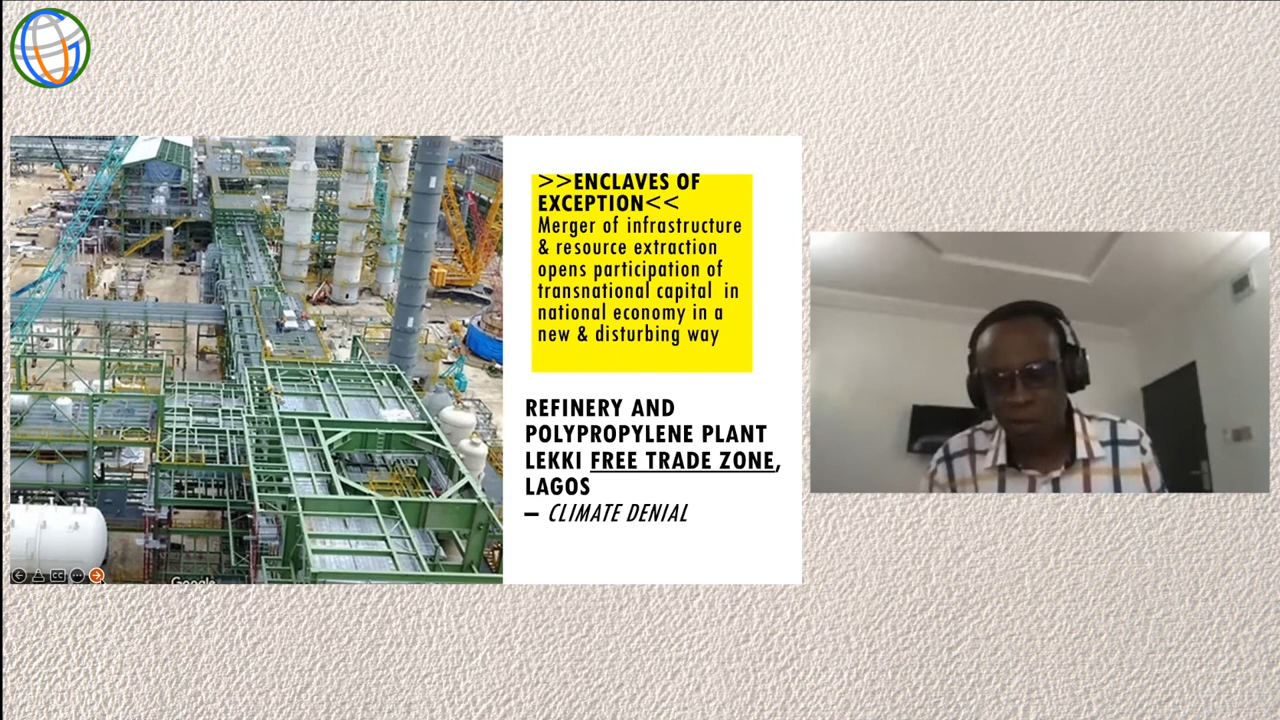 >>ENCLAVES OF
EXCEPTION<<
Merger of infrastructure
& resource extraction
opens participation of
transnational capital in
national economy in a
new & disturbing way
REFINERY AND
POLYPROPYLENE PLANT
LEKKI FREE TRADE ZONE,
LAGOS
– CLIMATE DENIAL
CC
Google